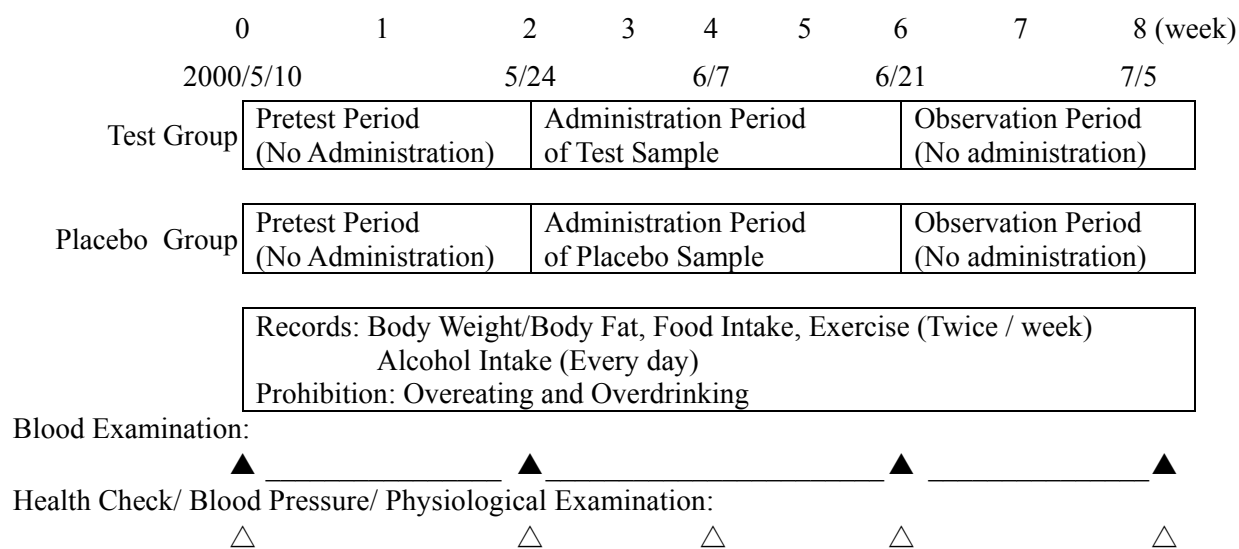 0 1 2 3 4 5 6 7 8 (week)
2000/5/10 5/24 6/7 6/21 7/5
Test Group
Pretest Period
(No Administration)
Administration Period
of Test Sample
Observation Period
(No administration)
Placebo Group
Pretest Period
(No Administration)
Administration Period
of Placebo Sample
Observation Period
(No administration)
Records: Body Weight/Body Fat, Food Intake, Exercise (Twice / week)
Alcohol Intake (Every day)
Prohibition: Overeating and Overdrinking
Blood Examination:
Health Check/ Blood Pressure/ Physiological Examination: